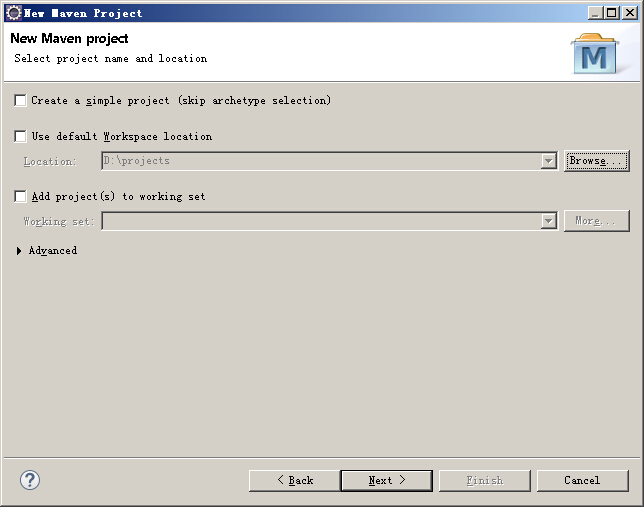 New Maven Project
New Maven project
Select project name and location
M
Create a simple project (skip archetype selection)
Use default Workspace location
Location: D:\projects Browse...
Add project(s) to working set
Working set: More...
Advanced
?
< Back Next > Finish Cancel